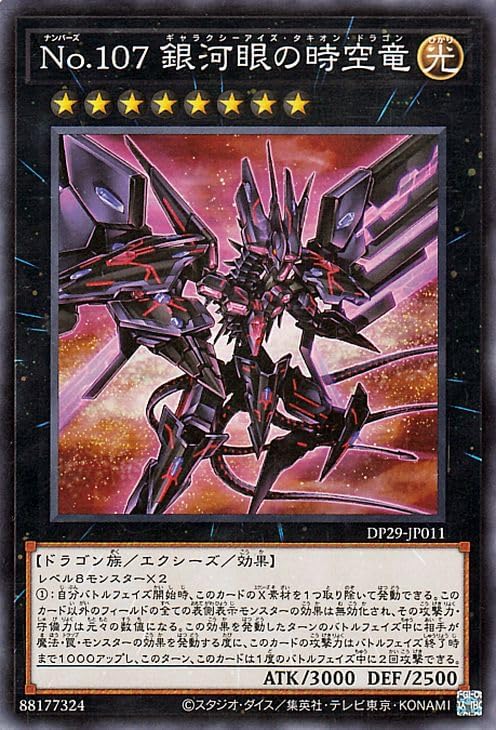 ナンバーズ ギャラクシーアイズ・タキオン・ドラゴン ひかり
No.107 銀河眼の時空竜 光
DP29-JP011
【ドラゴン族／エクシーズ／効果】
レベル8モンスター×2
①：自分バトルフェイズ開始時、このカードのX素材を1つ取り除いて発動できる。この
カード以外のフィールドの全ての表側表示モンスターの効果は無効化され、その攻撃力・
守備力は元々の数値になる。この効果を発動したターンのバトルフェイズ中に相手が
魔法・罠・モンスターの効果を発動する度に、このカードの攻撃力はバトルフェイズ終了時
まで1000アップし、このターン、このカードは1度のバトルフェイズ中に2回攻撃できる。
ATK/3000 DEF/2500
88177324 ©スタジオ・ダイス／集英社・テレビ東京・KONAMI